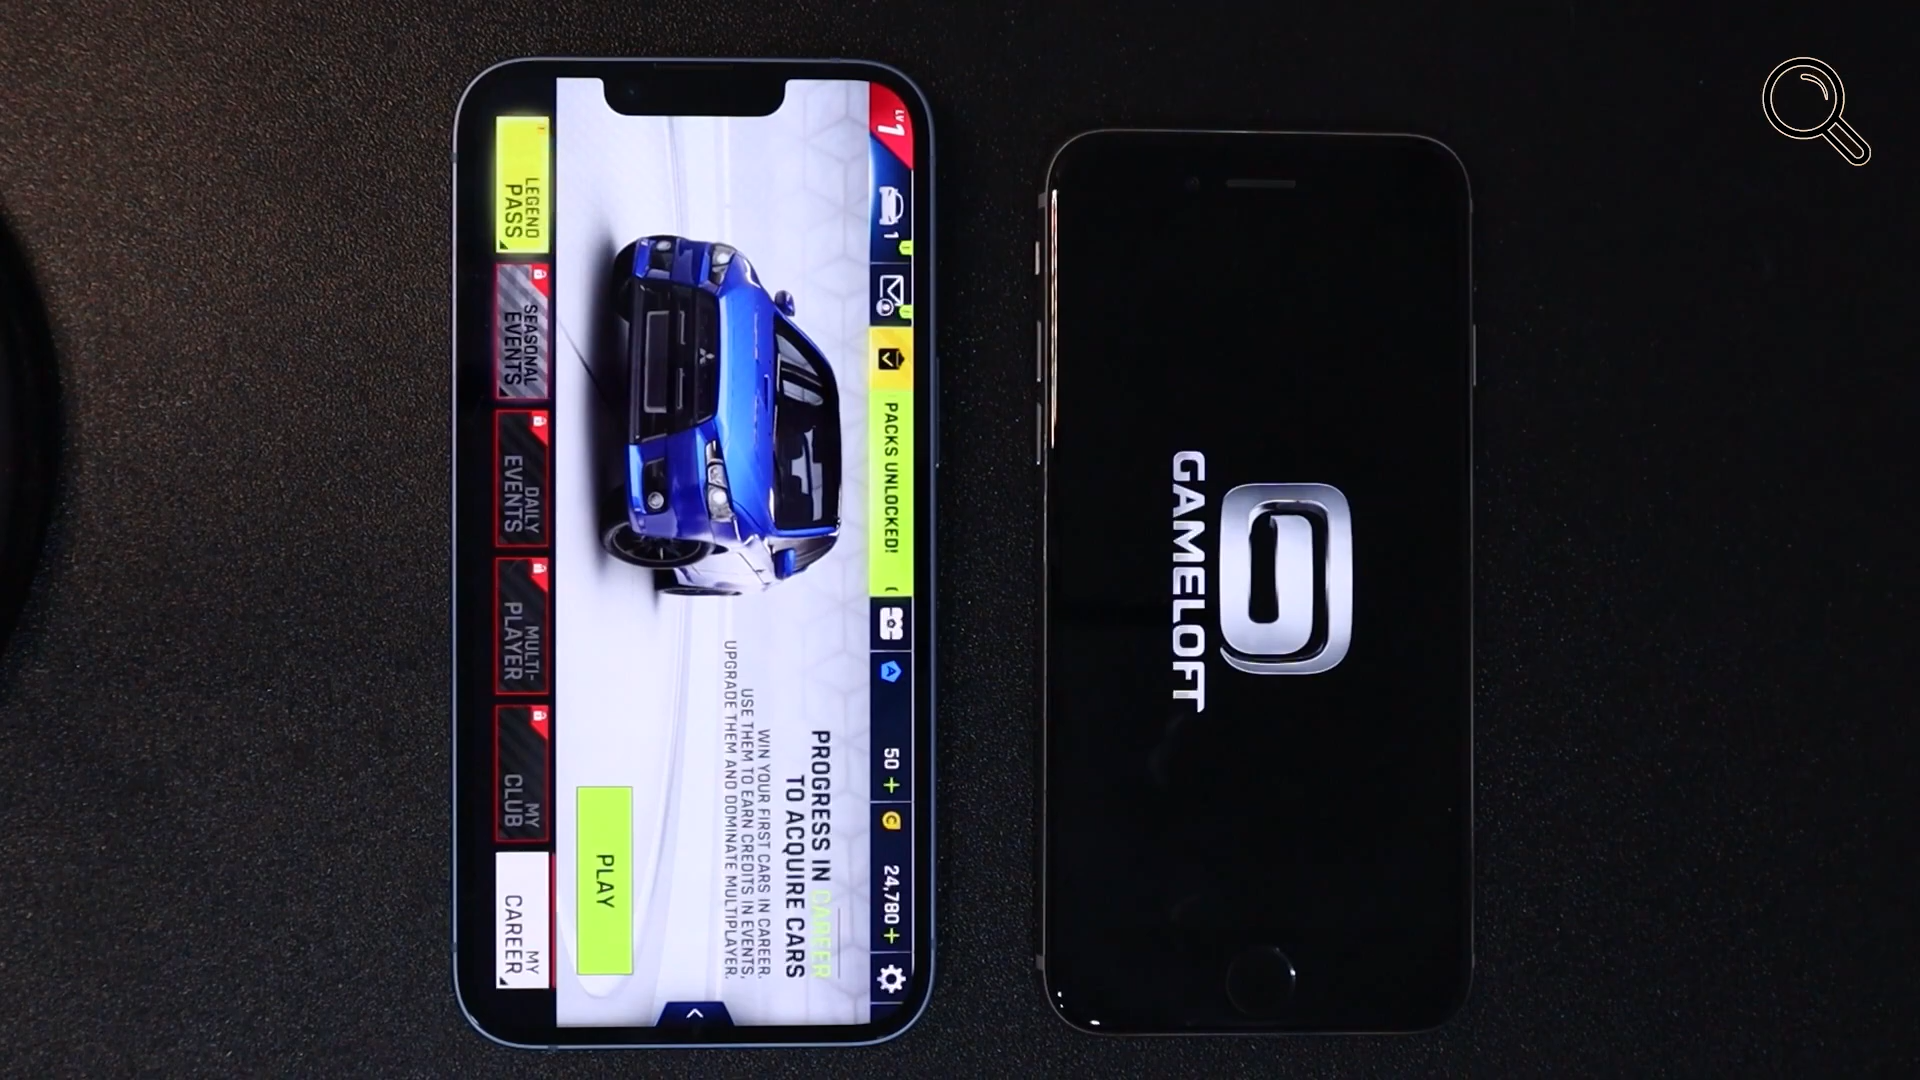 LV 1
1
PACKS UNLOCKED!
50 +
24,780 +
PROGRESS IN CAREER
TO ACQUIRE CARS
WIN YOUR FIRST CARS IN CAREER.
USE THEM TO EARN CREDITS IN EVENTS,
UPGRADE THEM AND DOMINATE MULTIPLAYER.
PLAY
LEGEND
PASS
SEASONAL
EVENTS
DAILY
EVENTS
MULTI-
PLAYER
MY
CLUB
MY
CAREER
GAMELOFT